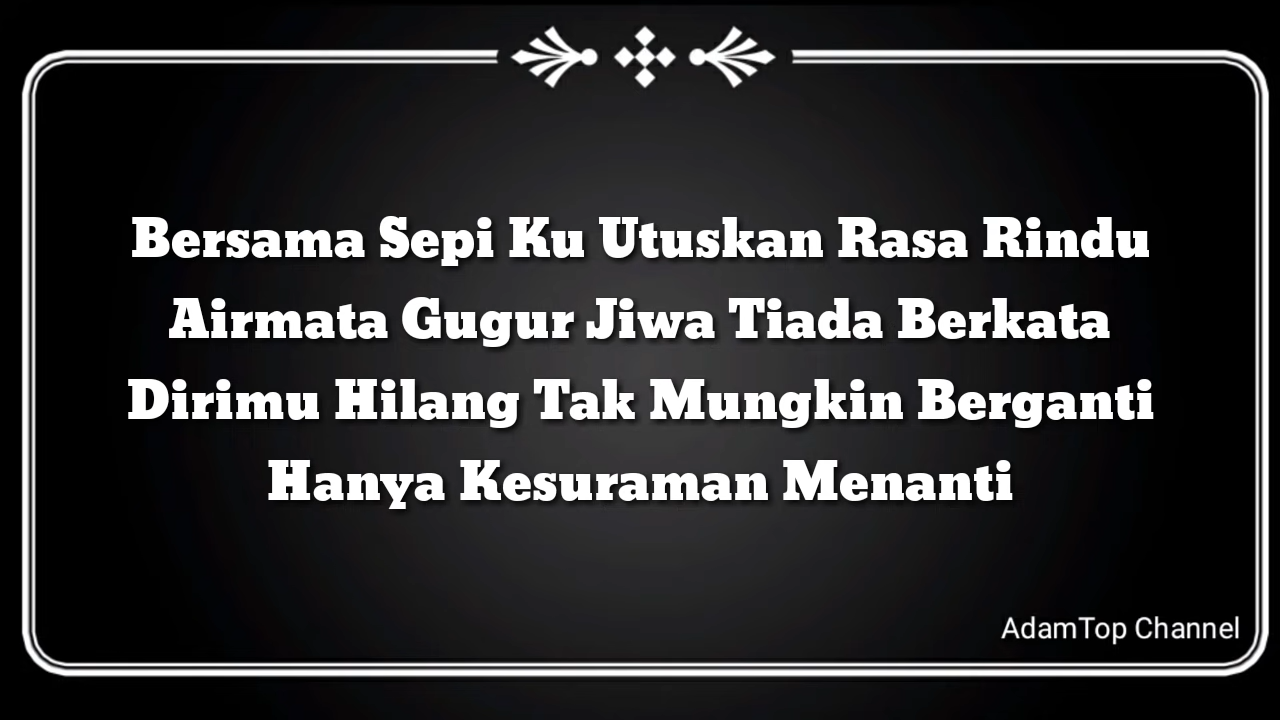 Bersama Sepi Ku Utuskan Rasa Rindu
Airmata Gugur Jiwa Tiada Berkata
Dirimu Hilang Tak Mungkin Berganti
Hanya Kesuraman Menanti
AdamTop Channel